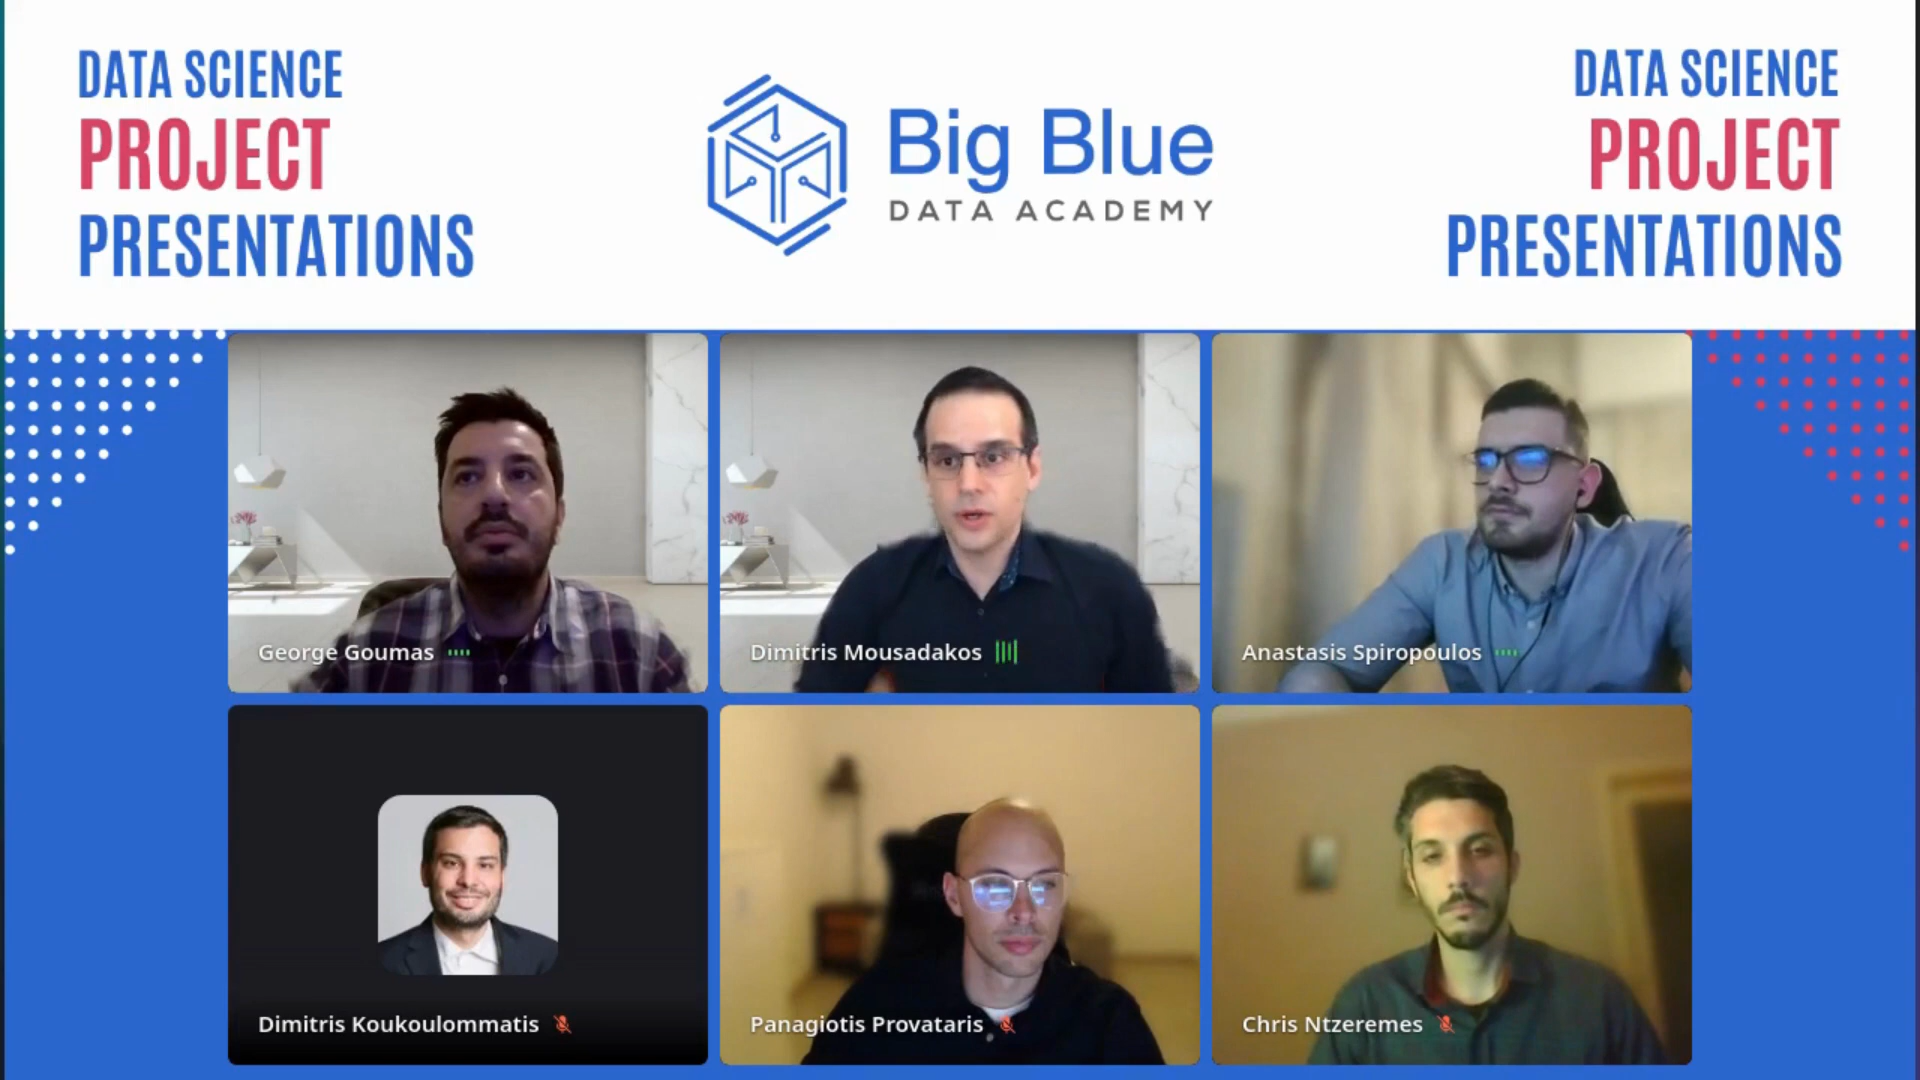 DATA SCIENCE
PROJECT
PRESENTATIONS
Big Blue
DATA ACADEMY
DATA SCIENCE
PROJECT
PRESENTATIONS
George Goumas
Dimitris Mousadakos
Anastasis Spiropoulos
Dimitris Koukoulommatis
Panagiotis Provataris
Chris Ntzeremes